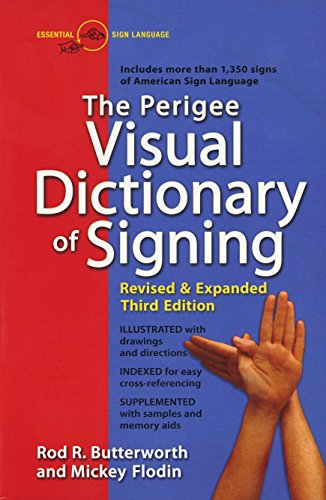 ESSENTIAL SIGN LANGUAGE
Includes more than 1,350 signs
of American Sign Language
The Perigee
Visual
Dictionary
of Signing
Revised & Expanded
Third Edition
ILLUSTRATED with
drawings
and directions
INDEXED for easy
cross-referencing
SUPPLEMENTED
with samples and
memory aids
Rod R. Butterworth
and Mickey Flodin